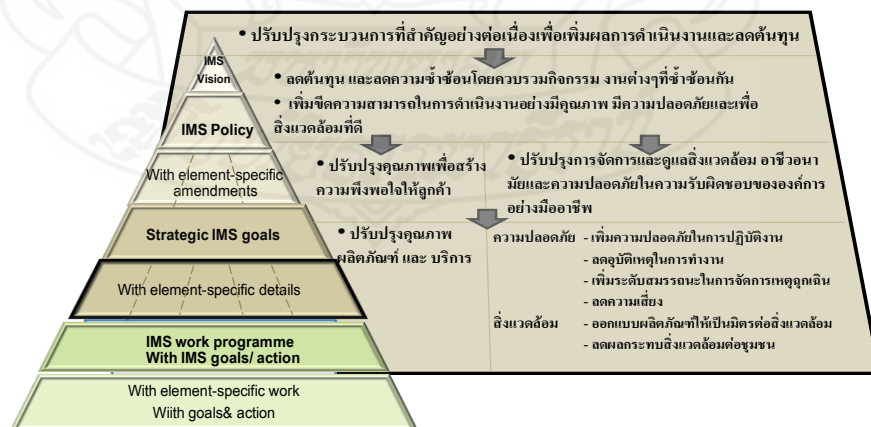 IMS
Vision
IMS Policy
With element-specific
amendments
Strategic IMS goals
With element-specific details
IMS work programme
With IMS goals/ action
With element-specific work
Wiith goals& action
• ปรับปรุงกระบวนการที่สำคัญอย่างต่อเนื่องเพื่อเพิ่มผลการดำเนินงานและลดต้นทุน
• ลดต้นทุน และลดความซ้ำซ้อนโดยควบรวมกิจกรรม งานต่างๆที่ซ้ำซ้อนกัน
• เพิ่มขีดความสามารถในการดำเนินงานอย่างมีคุณภาพ มีความปลอดภัยและเพื่อ
สิ่งแวดล้อมที่ดี
• ปรับปรุงคุณภาพเพื่อสร้าง
ความพึงพอใจให้ลูกค้า
• ปรับปรุงการจัดการและดูแลสิ่งแวดล้อม อาชีวอนา
มัยและความปลอดภัยในความรับผิดชอบขององค์การ
อย่างมืออาชีพ
• ปรับปรุงคุณภาพ
ผลิตภัณฑ์ และ บริการ
ความปลอดภัย - เพิ่มความปลอดภัยในการปฏิบัติงาน
- ลดอุบัติเหตุในการทำงาน
- เพิ่มระดับสมรรถนะในการจัดการเหตุฉุกเฉิน
- ลดความเสี่ยง
สิ่งแวดล้อม - ออกแบบผลิตภัณฑ์ให้เป็นมิตรต่อสิ่งแวดล้อม
- ลดผลกระทบสิ่งแวดล้อมต่อชุมชน